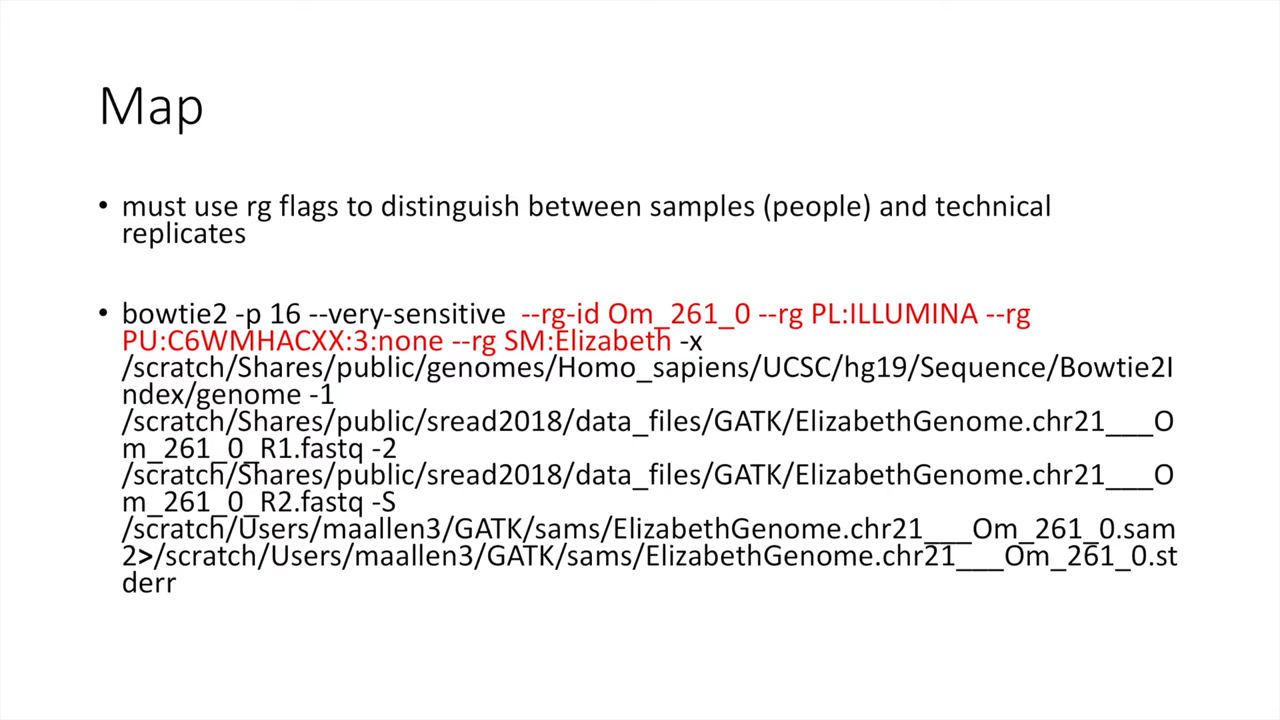 Map
• must use rg flags to distinguish between samples (people) and technical
replicates
• bowtie2 -p 16 --very-sensitive  --rg-id Om_261_0 --rg PL:ILLUMINA --rg
PU:C6WMHACXX:3:none --rg SM:Elizabeth -x
/scratch/Shares/public/genomes/Homo_sapiens/UCSC/hg19/Sequence/Bowtie2I
ndex/genome -1
/scratch/Shares/public/sread2018/data_files/GATK/ElizabethGenome.chr21___O
m_261_0_R1.fastq -2
/scratch/Shares/public/sread2018/data_files/GATK/ElizabethGenome.chr21___O
m_261_0_R2.fastq -S
/scratch/Users/maallen3/GATK/sams/ElizabethGenome.chr21___Om_261_0.sam
2>/scratch/Users/maallen3/GATK/sams/ElizabethGenome.chr21___Om_261_0.st
derr